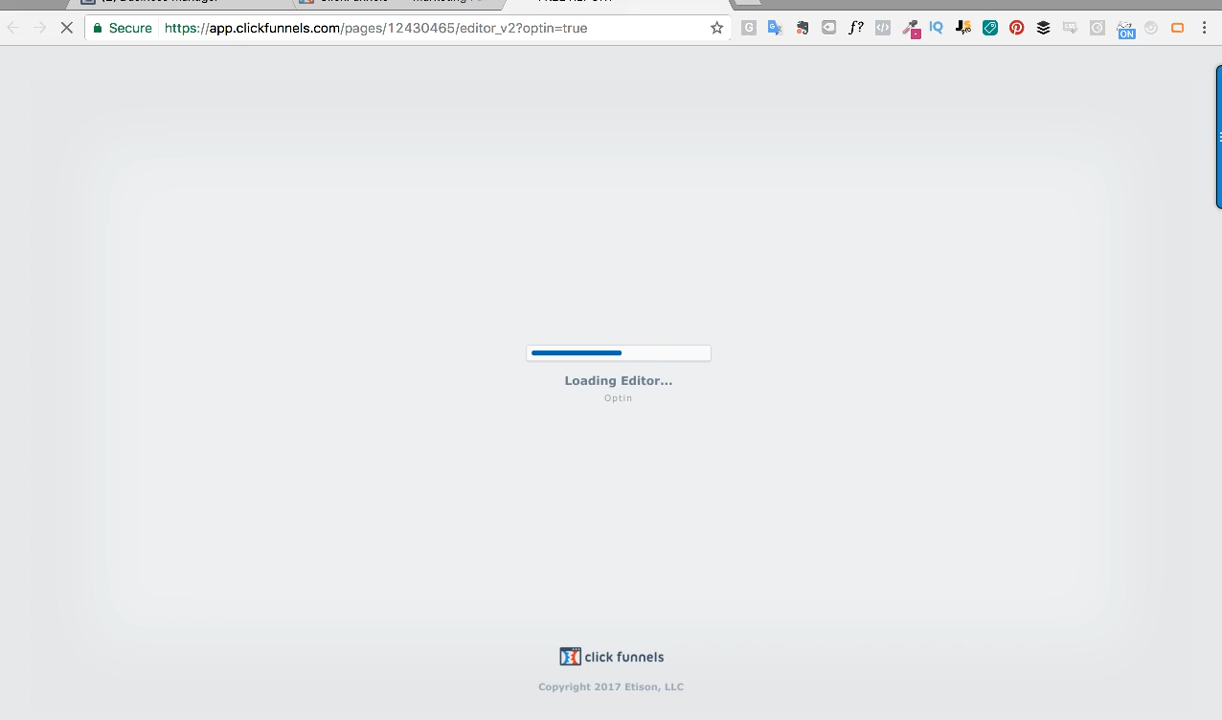 Secure https://app.clickfunnels.com/pages/12430465/editor_v2?optin=true
ON
Loading Editor...
Optin
click funnels
Copyright 2017 Etison, LLC